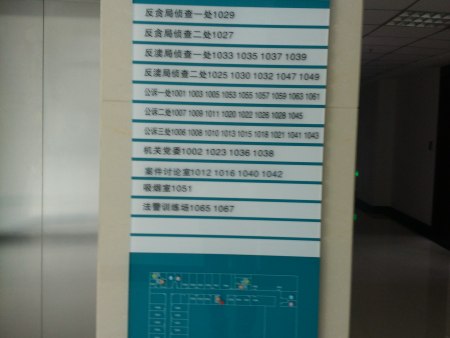 反贪局侦查一处1029
反贪局侦查二处1027
反渎局侦查一处1033 1035 1037 1039
反渎局侦查二处1025 1030 1032 1047 1049
公诉一处1001 1003 1005 1053 1055 1057 1059 1063 1061
公诉二处1007 1009 1011 1020 1022 1026 1028 1045
公诉三处1006 1008 1010 1013 1015 1018 1021 1041 1043
机关党委1002 1023 1036 1038
案件讨论室1012 1016 1040 1042
吸烟室1051
法警训练场1065 1067